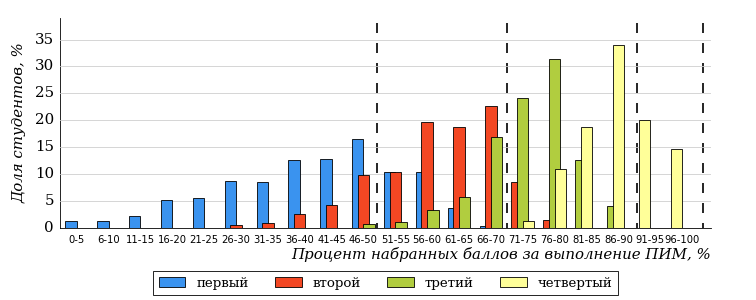 Доля студентов, %
35
30
25
20
15
10
5
0
0-5 6-10 11-15 16-20 21-25 26-30 31-35 36-40 41-45 46-50 51-55 56-60 61-65 66-70 71-75 76-80 81-85 86-90 91-95 96-100
Процент набранных баллов за выполнение ПИМ, %
первый второй третий четвертый